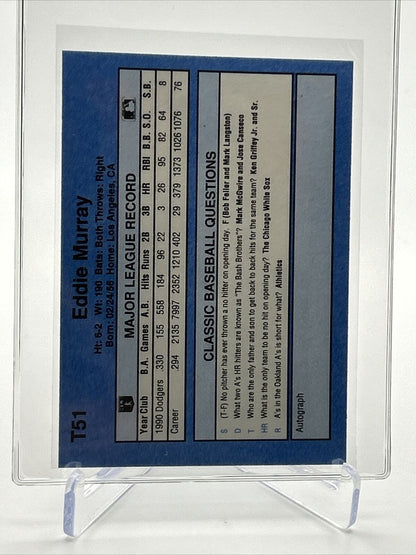 T51
Eddie Murray
Ht: 6-2 Wt: 190 Bats: Both Throws: Right
Born: 02/24/56 Home: Los Angeles, CA
MAJOR LEAGUE RECORD
Year Club B.A. Games A.B. Hits Runs 2B 3B HR RBI B.B. S.O. S.B.
1990 Dodgers .330 155 558 184 96 22 3 26 95 82 64 8
Career .294 2135 7997 2352 1210 402 29 379 1373 1026 1076 76
CLASSIC BASEBALL QUESTIONS
S (T-F) No pitcher has ever thrown a no hitter on opening day. F (Bob Feller and Mark Langston)
D What two A's HR hitters are known as "The Bash Brothers"? Mark McGwire and Jose Canseco
T Who are the only father and son to get back to back hits for the same team? Ken Griffey Jr. and Sr.
HR What is the only team to be no hit on opening day? The Chicago White Sox
R A's in the Oakland A's is short for what? Athletics
Autograph